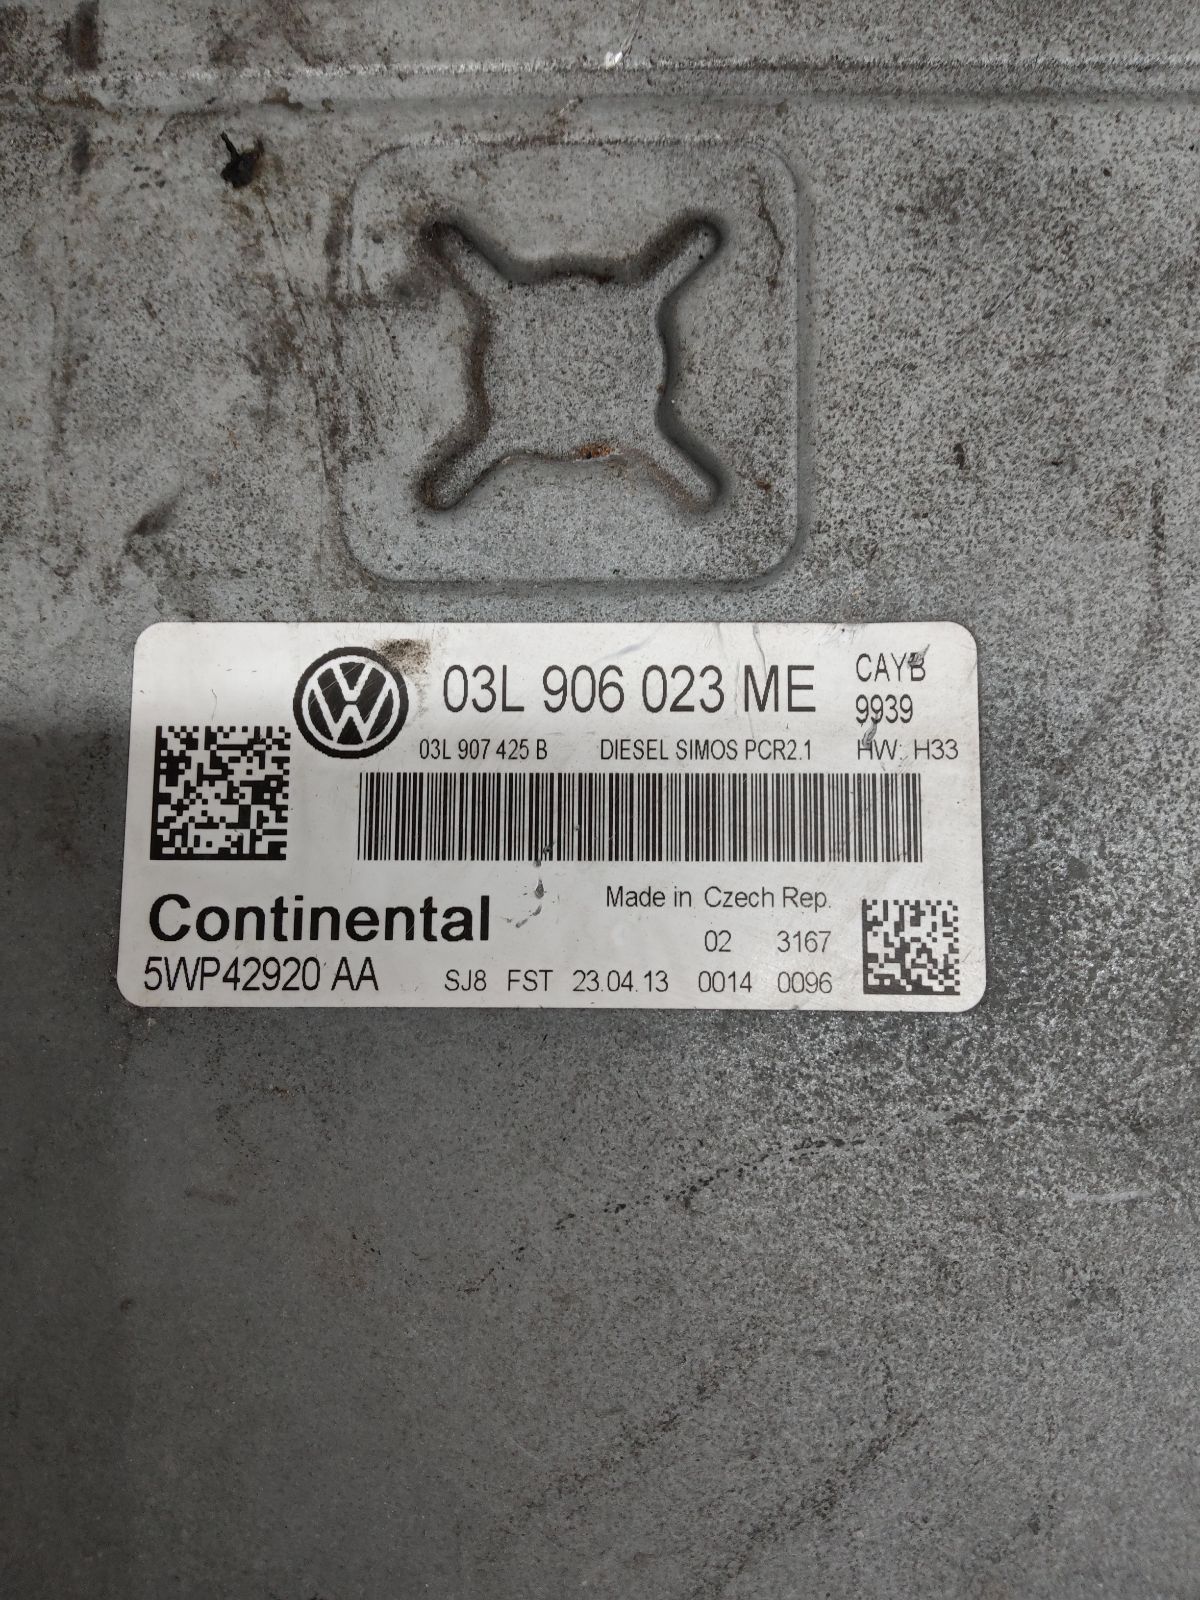 03L 906 023 ME
CAYB
9939
03L 907 425 B DIESEL SIMOS PCR2.1 HW: H33
Continental
Made in Czech Rep.
02 3167
5WP42920 AA SJ8 FST 23.04.13 0014 0096